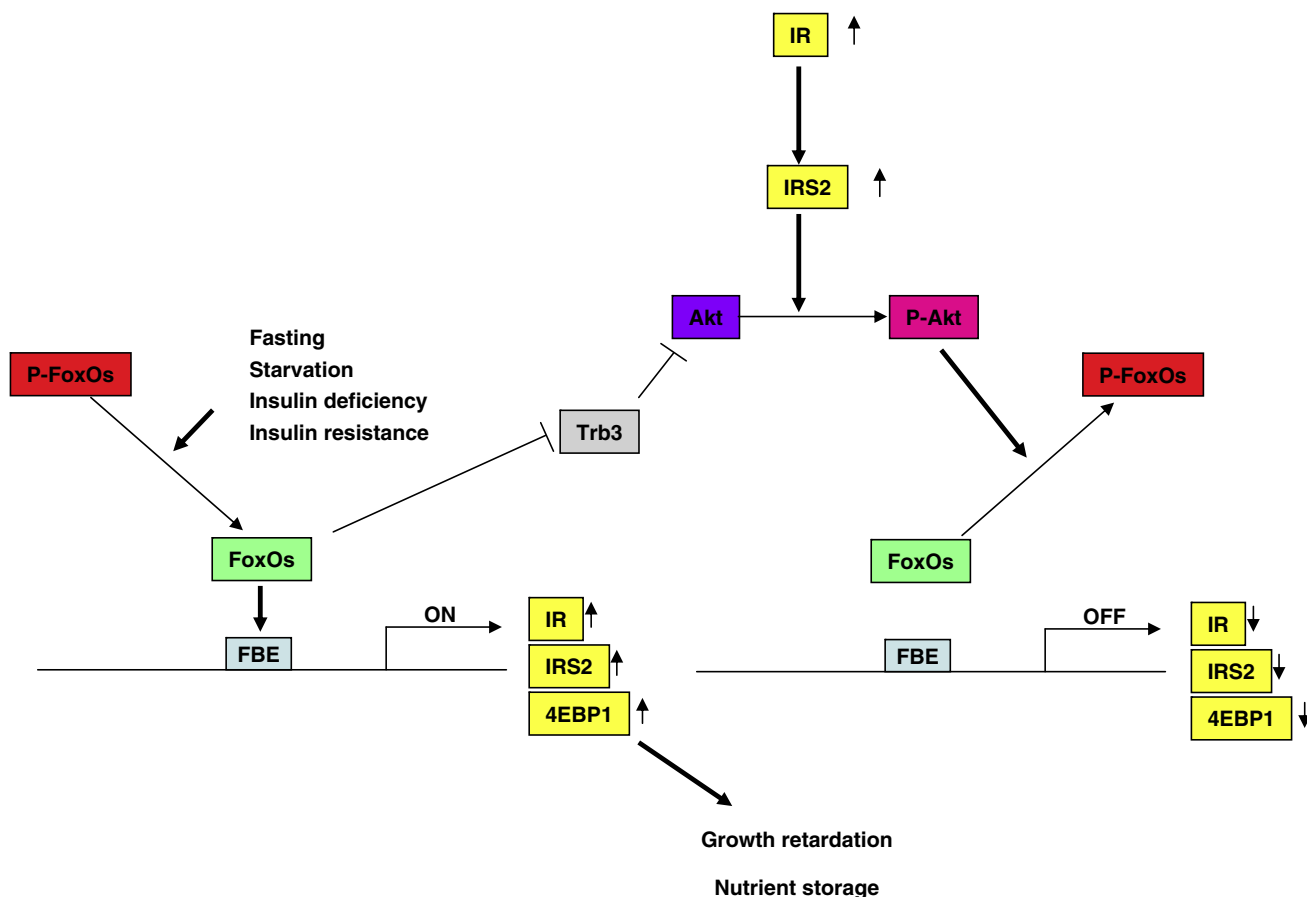 IR
IRS2
Akt
P-Akt
Fasting
Starvation
Insulin deficiency
Insulin resistance
P-FoxOs
P-FoxOs
Trb3
FoxOs
FoxOs
ON
IR
FBE
IRS2
4EBP1
OFF
IR
FBE
IRS2
4EBP1
Growth retardation
Nutrient storage